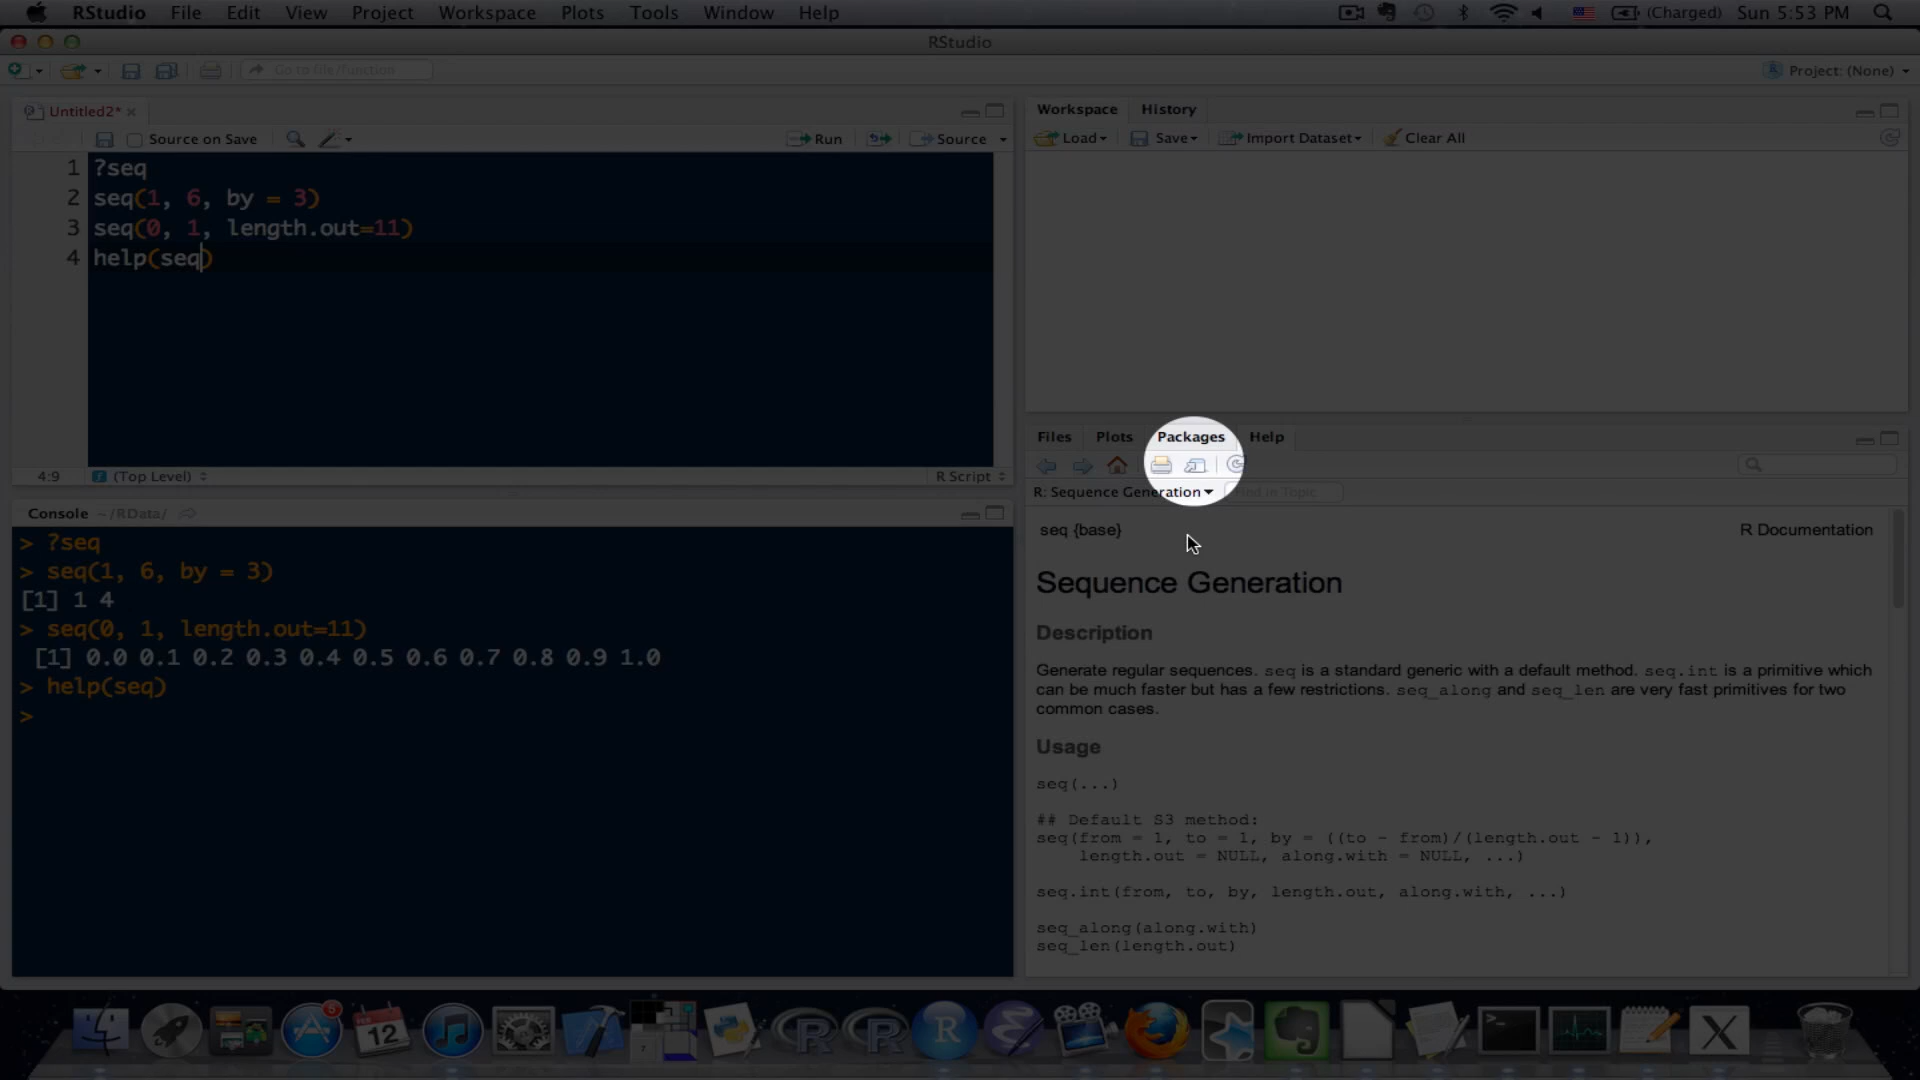 RStudio File Edit View Project Workspace Plots Tools Window Help (Charged) Sun 5:53 PM
RStudio
Go to file/function Project: (None)
Untitled2*
Source on Save Run Source
1 ?seq
2 seq(1, 6, by = 3)
3 seq(0, 1, length.out=11)
4 help(seq)
4:9 (Top Level) R Script
Console ~/RData/
> ?seq
> seq(1, 6, by = 3)
[1] 1 4
> seq(0, 1, length.out=11)
[1] 0.0 0.1 0.2 0.3 0.4 0.5 0.6 0.7 0.8 0.9 1.0
> help(seq)
>
Workspace History
Load Save Import Dataset Clear All
Files Plots Packages Help
R: Sequence Generation Find in Topic
seq {base} R Documentation
Sequence Generation
Description
Generate regular sequences. seq is a standard generic with a default method. seq.int is a primitive which
can be much faster but has a few restrictions. seq_along and seq_len are very fast primitives for two
common cases.
Usage
seq(...)
## Default S3 method:
seq(from = 1, to = 1, by = ((to - from)/(length.out - 1)),
length.out = NULL, along.with = NULL, ...)
seq.int(from, to, by, length.out, along.with, ...)
seq_along(along.with)
seq_len(length.out)
5
12
R
R
R
X